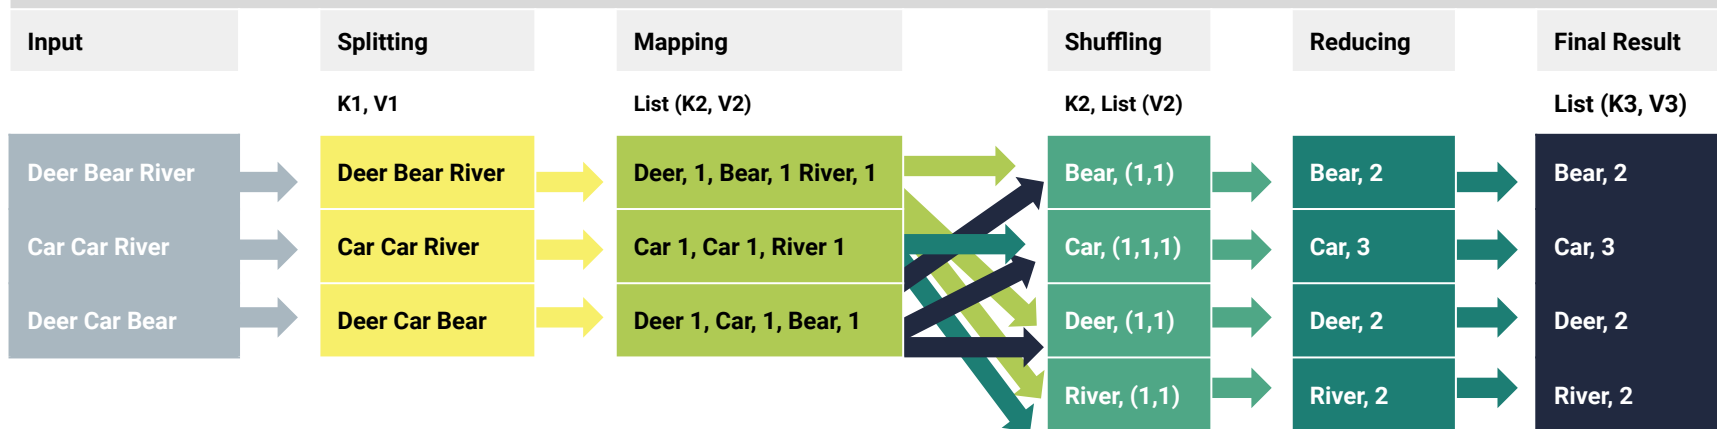 Input
Splitting
Mapping
Shuffling
Reducing
Final Result
K1, V1
List (K2, V2)
K2, List (V2)
List (K3, V3)
Deer Bear River
Deer Bear River
Deer, 1, Bear, 1 River, 1
Bear, (1,1)
Bear, 2
Bear, 2
Car Car River
Car Car River
Car 1, Car 1, River 1
Car, (1,1,1)
Car, 3
Car, 3
Deer Car Bear
Deer Car Bear
Deer 1, Car, 1, Bear, 1
Deer, (1,1)
Deer, 2
Deer, 2
River, (1,1)
River, 2
River, 2